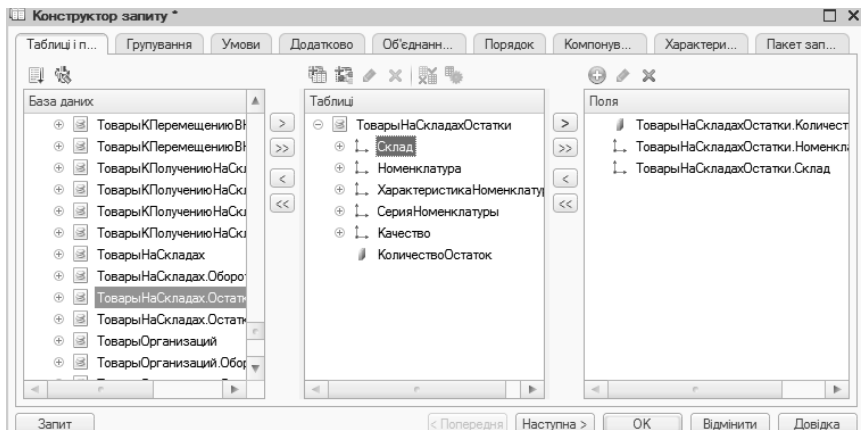 Конструктор запиту *
Таблиці і п... Групування Умови Додатково Об'єднанн... Порядок Компонув... Характери... Пакет зап...
База даних
ТоварыКПеремещениюВН
ТоварыКПеремещениюВН
ТоварыКПолучениюНаСкл
ТоварыКПолучениюНаСкл
ТоварыКПолучениюНаСкл
ТоварыКПолучениюНаСкл
ТоварыНаСкладах
ТоварыНаСкладах.Оборот
ТоварыНаСкладах.Остатк
ТоварыНаСкладах.Остатк
ТоварыОрганизаций
ТоварыОрганизаций.Обор
> >> < <<
Таблиці
ТоварыНаСкладахОстатки
Склад
Номенклатура
ХарактеристикаНоменклатуры
СерияНоменклатуры
Качество
КоличествоОстаток
> >> < <<
Поля
ТоварыНаСкладахОстатки.Количест
ТоварыНаСкладахОстатки.Номенкла
ТоварыНаСкладахОстатки.Склад
Запит < Попередня Наступна > OK Відмінити Довідка